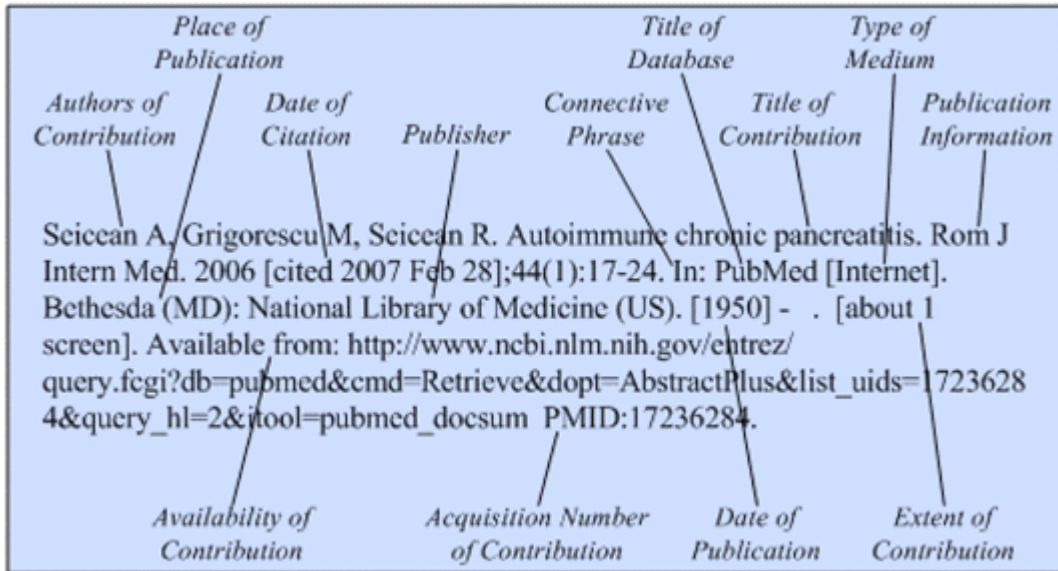 Place of Publication
Title of Database
Type of Medium
Authors of Contribution
Date of Citation
Publisher
Connective Phrase
Title of Contribution
Publication Information
Seicean A, Grigorescu M, Seicean R. Autoimmune chronic pancreatitis. Rom J
Intern Med. 2006 [cited 2007 Feb 28];44(1):17-24. In: PubMed [Internet].
Bethesda (MD): National Library of Medicine (US). [1950] -   .  [about 1
screen]. Available from: http://www.ncbi.nlm.nih.gov/entrez/
query.fcgi?db=pubmed&cmd=Retrieve&dopt=AbstractPlus&list_uids=1723628
4&query_hl=2&itool=pubmed_docsum  PMID:17236284.
Availability of Contribution
Acquisition Number of Contribution
Date of Publication
Extent of Contribution